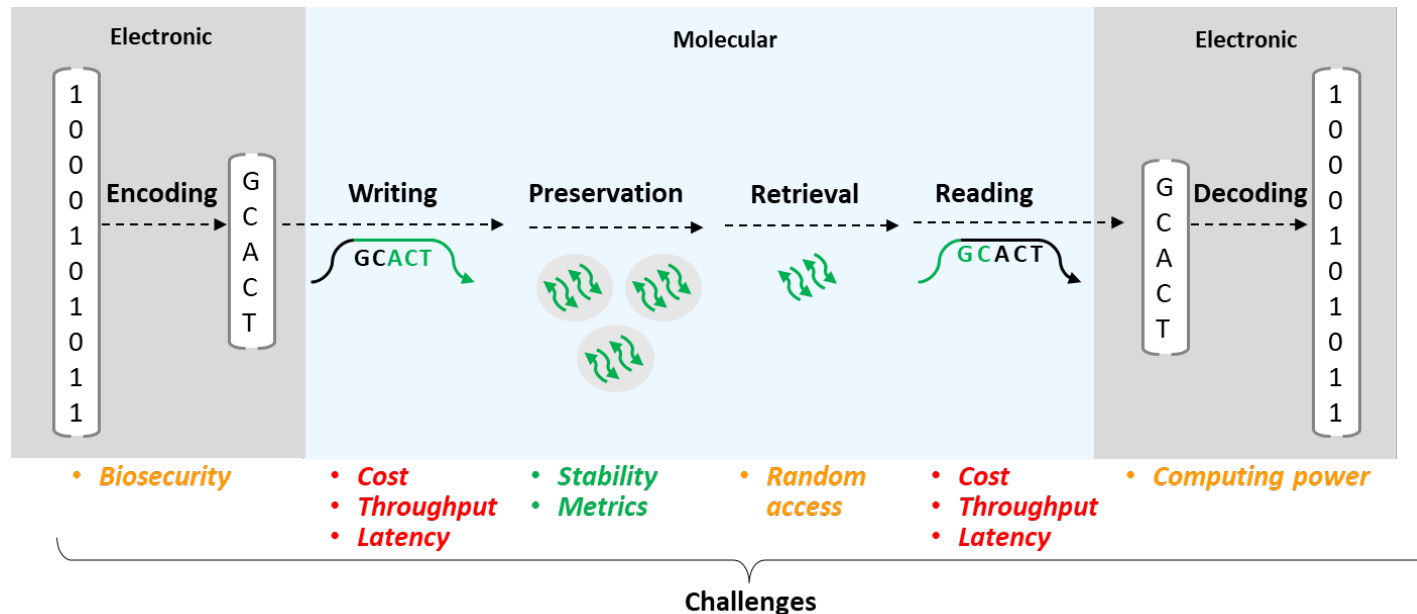 Electronic
Molecular
Electronic
1
0
0
0
1
0
1
0
1
1
Encoding
G
C
A
C
T
Writing
GCACT
Preservation
Retrieval
Reading
GCACT
G
C
A
C
T
Decoding
1
0
0
0
1
0
1
0
1
1
• Biosecurity
• Cost
• Throughput
• Latency
• Stability
• Metrics
• Random
access
• Cost
• Throughput
• Latency
• Computing power
Challenges